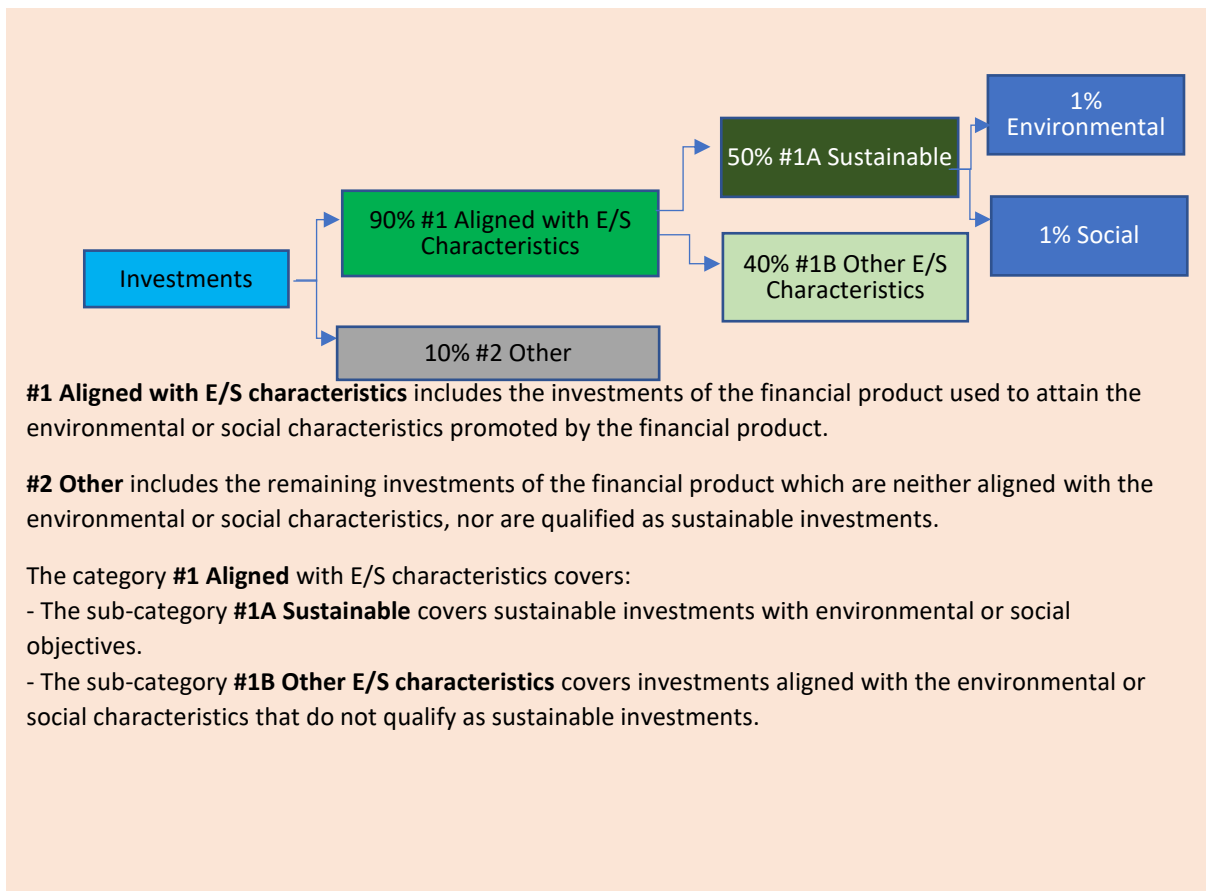 1%
Environmental
50% #1A Sustainable
90% #1 Aligned with E/S
Characteristics
1% Social
40% #1B Other E/S
Characteristics
Investments
10% #2 Other
#1 Aligned with E/S characteristics includes the investments of the financial product used to attain the
environmental or social characteristics promoted by the financial product.
#2 Other includes the remaining investments of the financial product which are neither aligned with the
environmental or social characteristics, nor are qualified as sustainable investments.
The category #1 Aligned with E/S characteristics covers:
- The sub-category #1A Sustainable covers sustainable investments with environmental or social
objectives.
- The sub-category #1B Other E/S characteristics covers investments aligned with the environmental or
social characteristics that do not qualify as sustainable investments.